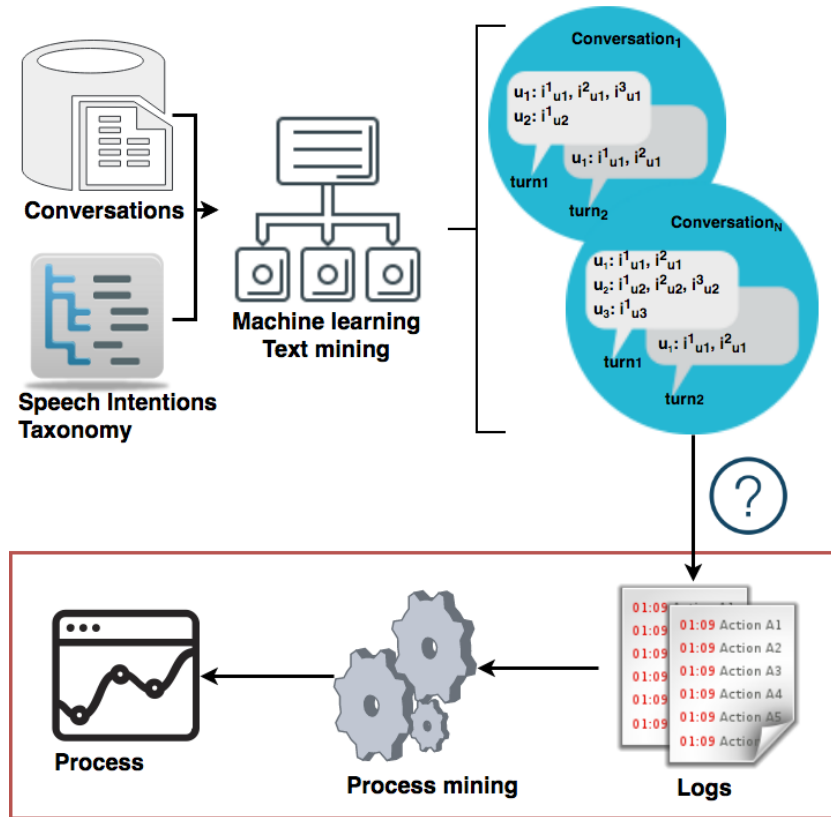 Conversations
Speech Intentions
Taxonomy
Machine learning
Text mining
Conversation₁
u₁: i¹u1, i²u1, i³u1
u₂: i¹u2
turn1
u₁: i¹u1, i²u1
turn₂
Conversation_N
u₁: i¹u1, i²u1
u₂: i¹u2, i²u2, i³u2
u₃: i¹u3
turn1
u₁: i¹u1, i²u1
turn2
?
01:09
01:09
01:09
01:09
01:09
01:09
01:09 Action A1
01:09 Action A2
01:09 Action A3
01:09 Action A4
01:09 Action A5
01:09 Action
Logs
Process mining
Process